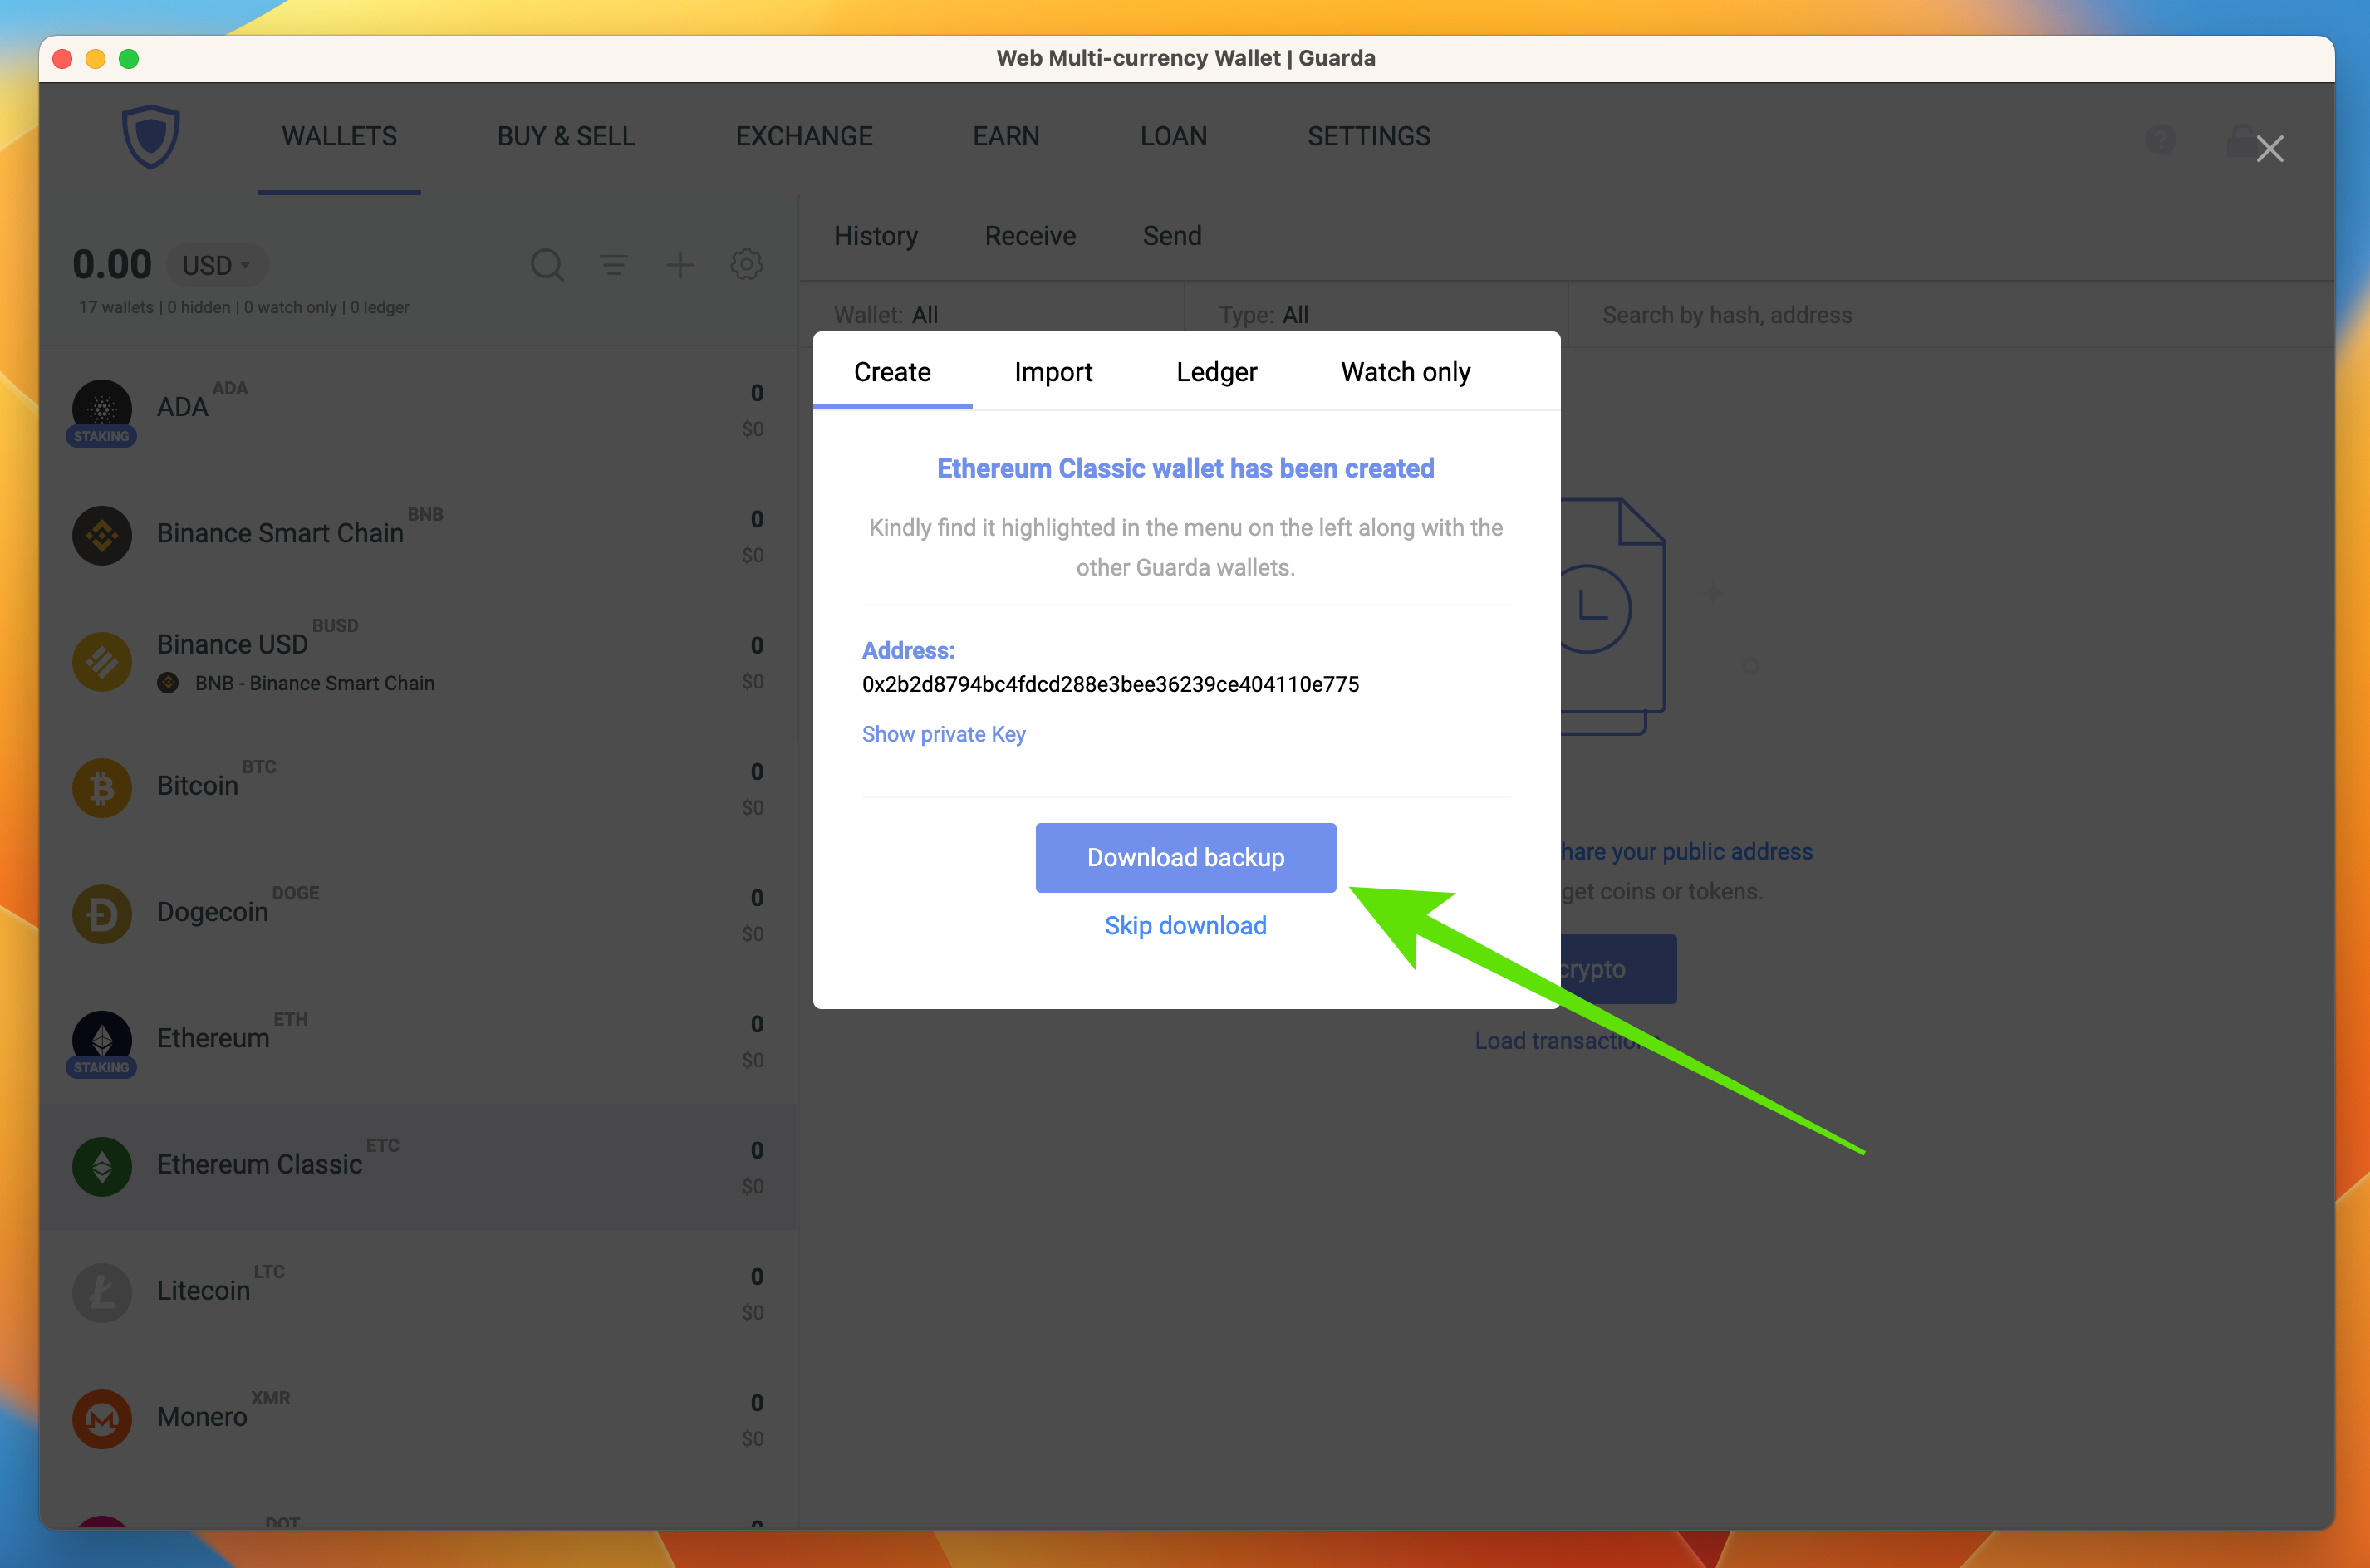 Web Multi-currency Wallet | Guarda
WALLETS BUY & SELL EXCHANGE EARN LOAN SETTINGS
?
0.00 USD
17 wallets | 0 hidden | 0 watch only | 0 ledger
History Receive Send
Wallet: All Type: All Search by hash, address
ADA ADA 0
STAKING $0
Binance Smart Chain BNB 0
$0
Binance USD BUSD 0
BNB - Binance Smart Chain $0
Bitcoin BTC 0
$0
Dogecoin DOGE 0
$0
Ethereum ETH 0
STAKING $0
Ethereum Classic ETC 0
$0
Litecoin LTC 0
$0
Monero XMR 0
$0
DOT 0
Create Import Ledger Watch only
Ethereum Classic wallet has been created
Kindly find it highlighted in the menu on the left along with the
other Guarda wallets.
Address:
0x2b2d8794bc4fdcd288e3bee36239ce404110e775
Show private Key
Download backup
Skip download
hare your public address
get coins or tokens.
crypto
Load transactions